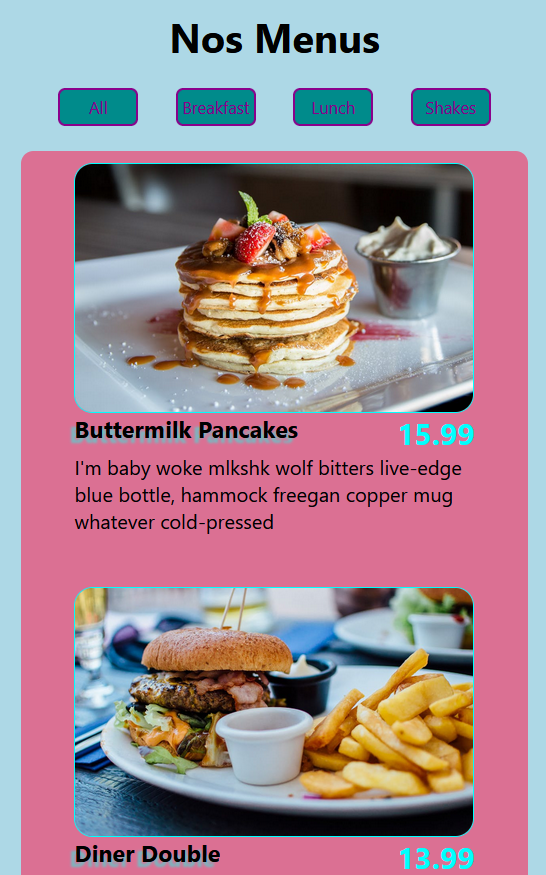 Nos Menus
All
Breakfast
Lunch
Shakes
Buttermilk Pancakes
15.99
I'm baby woke mlkshk wolf bitters live-edge
blue bottle, hammock freegan copper mug
whatever cold-pressed
Diner Double
13.99